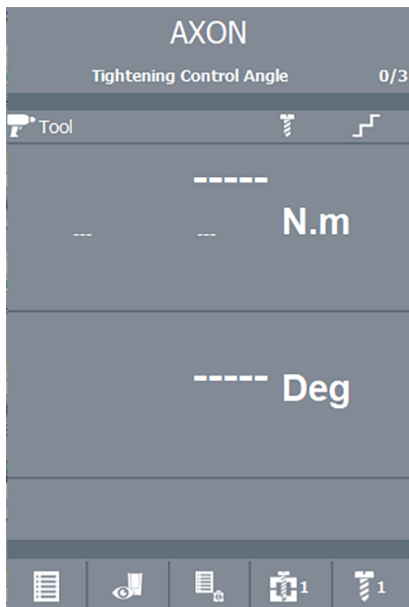 AXON
Tightening Control Angle 0/3
Tool
-----
--- --- N.m
----- Deg
1 1